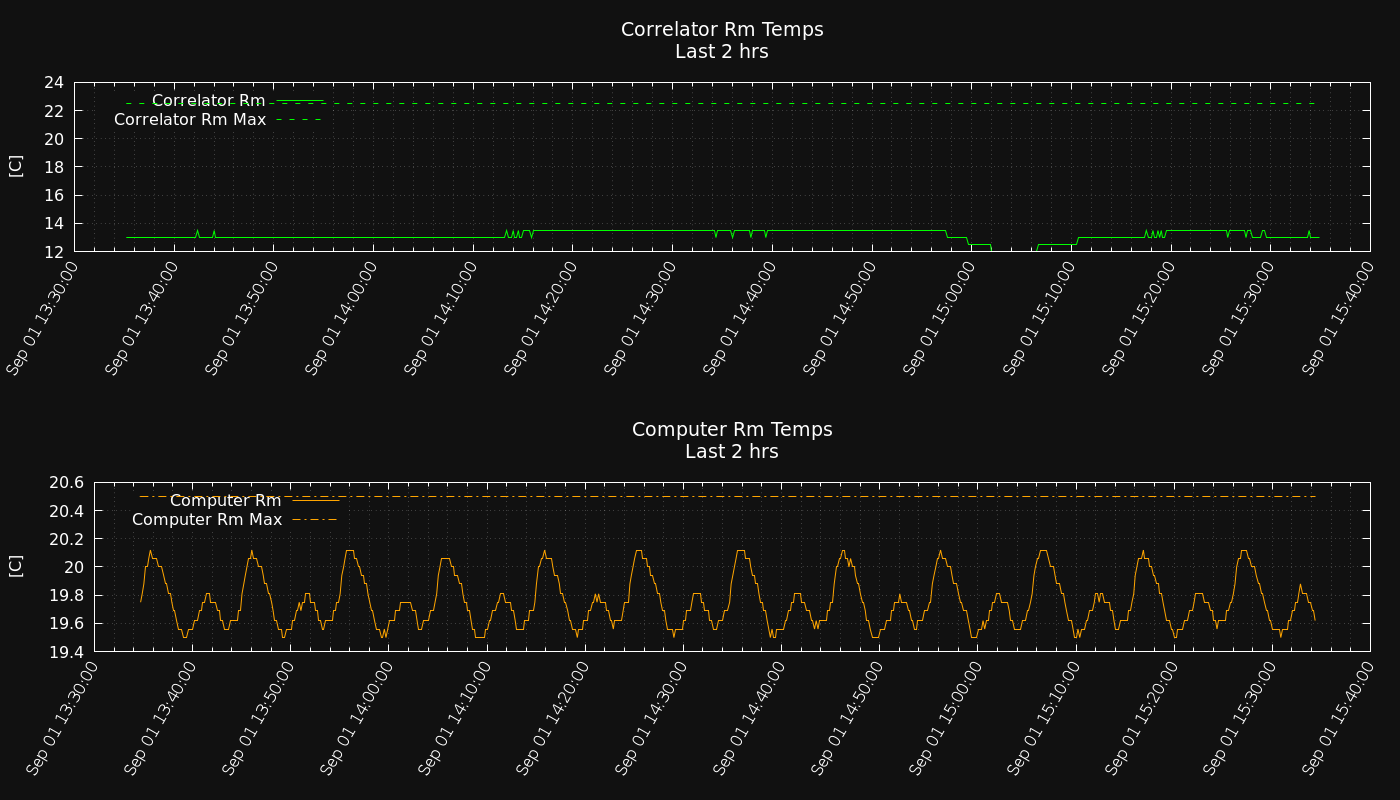 Correlator Rm Temps
Last 2 hrs
[C]
24
22
20
18
16
14
12
Correlator Rm
Correlator Rm Max
Sep 01 13:30:00
Sep 01 13:40:00
Sep 01 13:50:00
Sep 01 14:00:00
Sep 01 14:10:00
Sep 01 14:20:00
Sep 01 14:30:00
Sep 01 14:40:00
Sep 01 14:50:00
Sep 01 15:00:00
Sep 01 15:10:00
Sep 01 15:20:00
Sep 01 15:30:00
Sep 01 15:40:00
Computer Rm Temps
Last 2 hrs
[C]
20.6
20.4
20.2
20
19.8
19.6
19.4
Computer Rm
Computer Rm Max
Sep 01 13:30:00
Sep 01 13:40:00
Sep 01 13:50:00
Sep 01 14:00:00
Sep 01 14:10:00
Sep 01 14:20:00
Sep 01 14:30:00
Sep 01 14:40:00
Sep 01 14:50:00
Sep 01 15:00:00
Sep 01 15:10:00
Sep 01 15:20:00
Sep 01 15:30:00
Sep 01 15:40:00